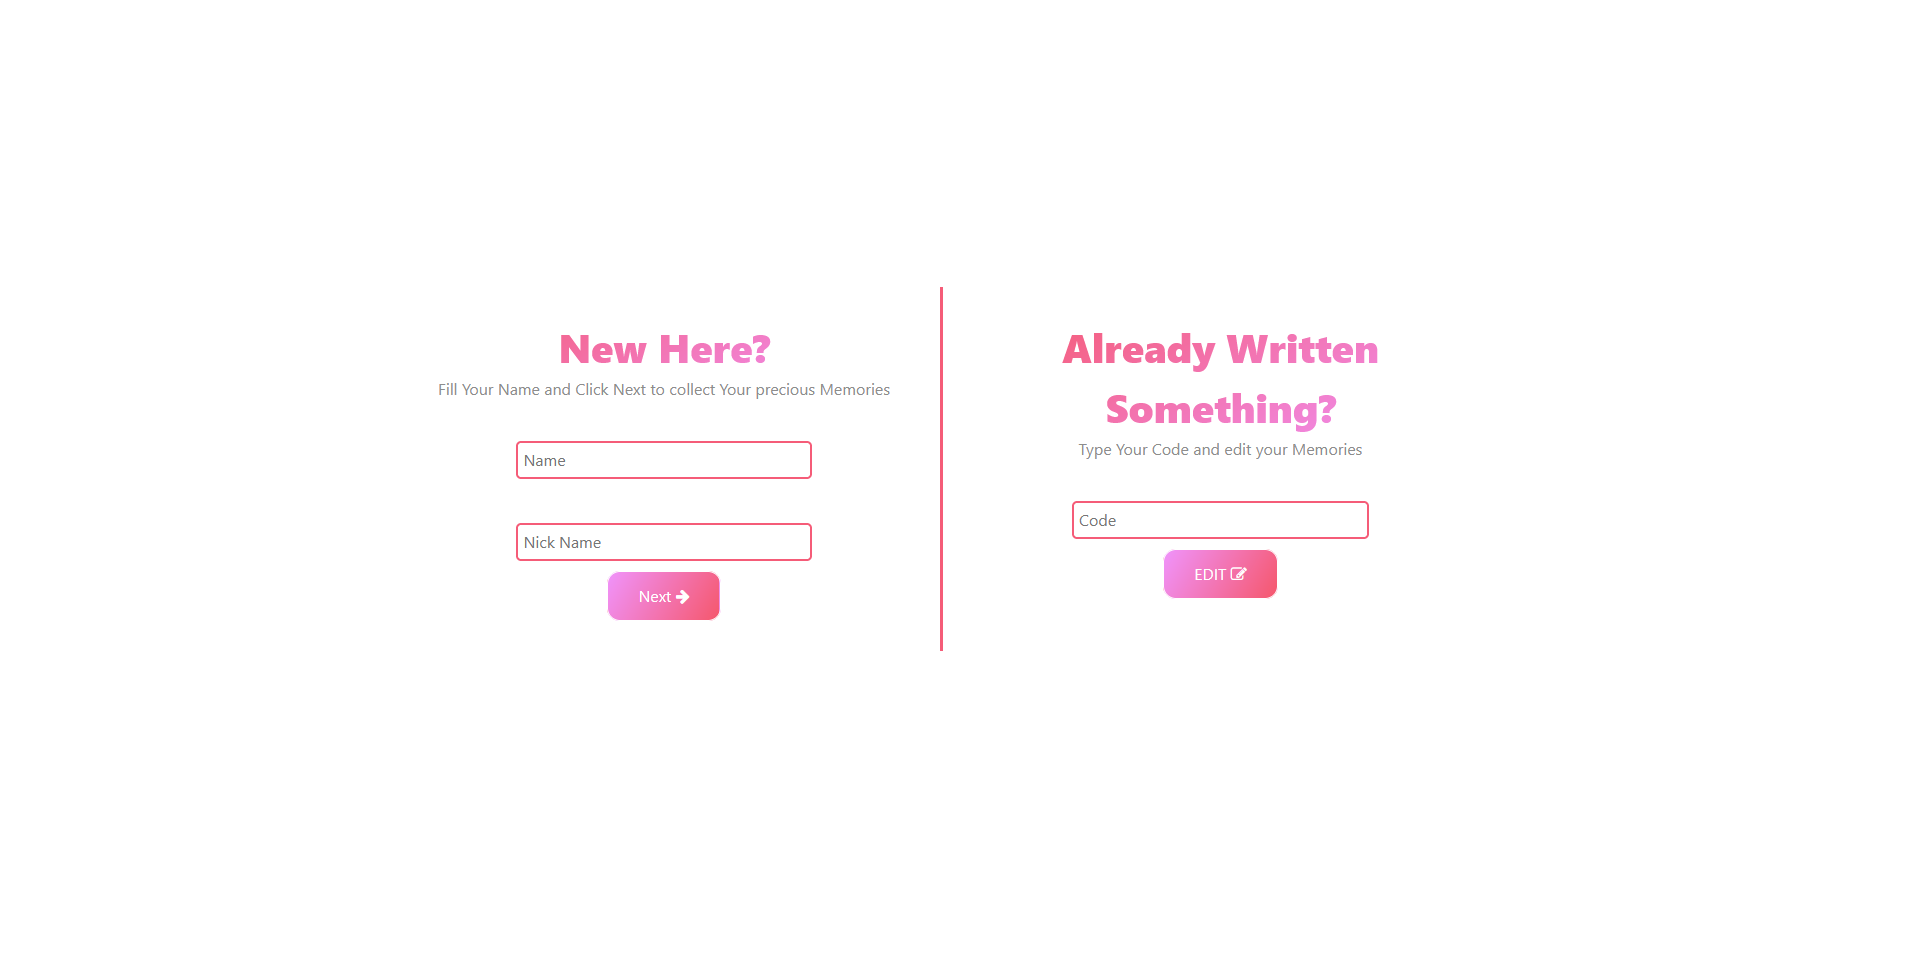 New Here?
Fill Your Name and Click Next to collect Your precious Memories
Name
Nick Name
Next
Already Written
Something?
Type Your Code and edit your Memories
Code
EDIT